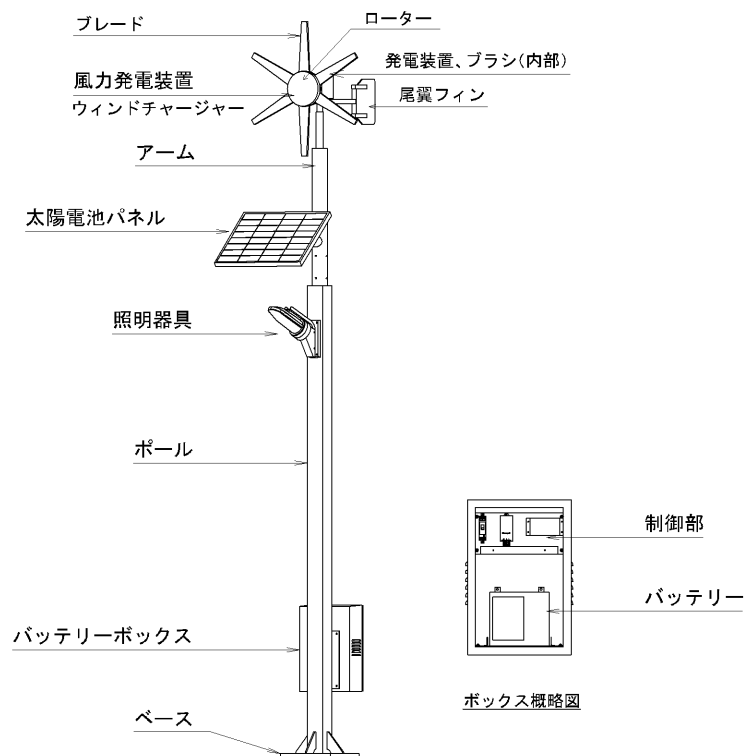 ブレード
ローター
発電装置、ブラシ(内部)
風力発電装置
ウィンドチャージャー
尾翼フィン
アーム
太陽電池パネル
照明器具
ポール
制御部
バッテリー
バッテリーボックス
ボックス概略図
ベース